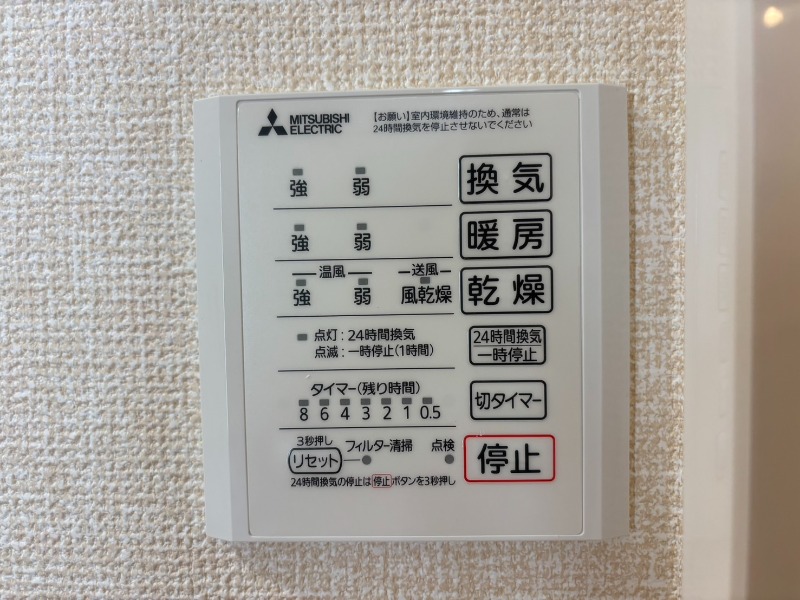 MITSUBISHI
ELECTRIC
【お願い】室内環境維持のため、通常は
24時間換気を停止させないでください
強 弱 換気
強 弱 暖房
温風 送風
強 弱 風乾燥 乾燥
点灯:24時間換気
点滅:一時停止(1時間)
24時間換気
一時停止
タイマー(残り時間)
8 6 4 3 2 1 0.5
切タイマー
3秒押し
リセット フィルター清掃 点検
停止
24時間換気の停止は停止ボタンを3秒押し